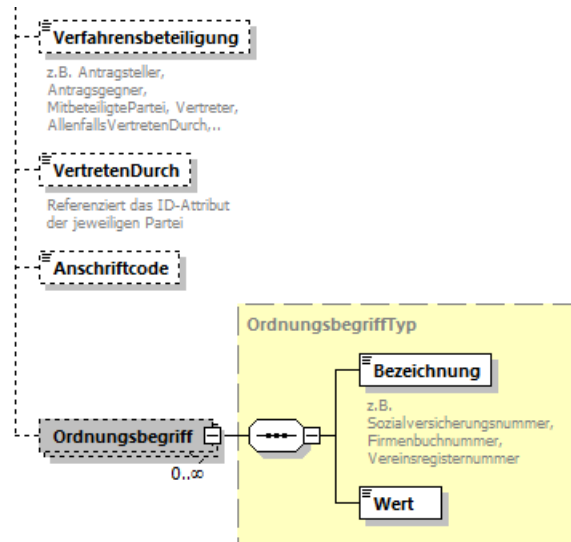 Verfahrensbeteiligung
z.B. Antragsteller,
Antragsgegner,
MitbeteiligtePartei, Vertreter,
AllenfallsVertretenDurch,..
VertretenDurch
Referenziert das ID-Attribut
der jeweiligen Partei
Anschriftcode
OrdnungsbegriffTyp
Bezeichnung
z.B.
Sozialversicherungsnummer,
Firmenbuchnummer,
Vereinsregisternummer
Ordnungsbegriff
0..∞
Wert